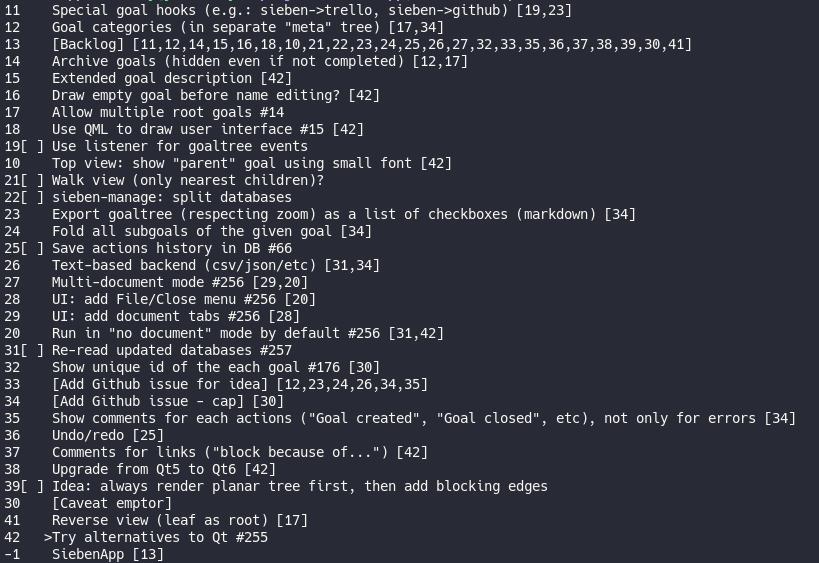 11    Special goal hooks (e.g.: sieben->trello, sieben->github) [19,23]
12    Goal categories (in separate "meta" tree) [17,34]
13    [Backlog] [11,12,14,15,16,18,10,21,22,23,24,25,26,27,32,33,35,36,37,38,39,30,41]
14    Archive goals (hidden even if not completed) [12,17]
15    Extended goal description [42]
16    Draw empty goal before name editing? [42]
17    Allow multiple root goals #14
18    Use QML to draw user interface #15 [42]
19[ ] Use listener for goaltree events
10    Top view: show "parent" goal using small font [42]
21[ ] Walk view (only nearest children)?
22[ ] sieben-manage: split databases
23    Export goaltree (respecting zoom) as a list of checkboxes (markdown) [34]
24    Fold all subgoals of the given goal [34]
25[ ] Save actions history in DB #66
26    Text-based backend (csv/json/etc) [31,34]
27    Multi-document mode #256 [29,20]
28    UI: add File/Close menu #256 [20]
29    UI: add document tabs #256 [28]
20    Run in "no document" mode by default #256 [31,42]
31[ ] Re-read updated databases #257
32    Show unique id of the each goal #176 [30]
33    [Add Github issue for idea] [12,23,24,26,34,35]
34    [Add Github issue - cap] [30]
35    Show comments for each actions ("Goal created", "Goal closed", etc), not only for errors [34]
36    Undo/redo [25]
37    Comments for links ("block because of...") [42]
38    Upgrade from Qt5 to Qt6 [42]
39[ ] Idea: always render planar tree first, then add blocking edges
30    [Caveat emptor]
41    Reverse view (leaf as root) [17]
42   >Try alternatives to Qt #255
-1    SiebenApp [13]